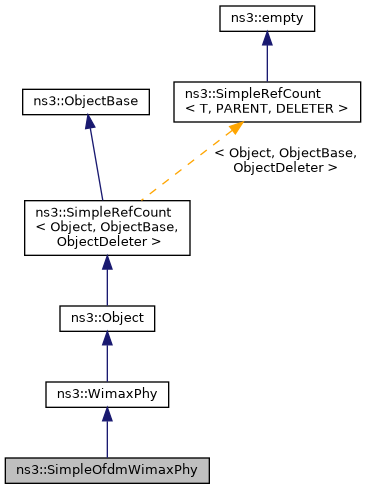 ns3::empty
ns3::ObjectBase
ns3::SimpleRefCount
< T, PARENT, DELETER >
< Object, ObjectBase,
ObjectDeleter >
ns3::SimpleRefCount
< Object, ObjectBase,
ObjectDeleter >
ns3::Object
ns3::WimaxPhy
ns3::SimpleOfdmWimaxPhy